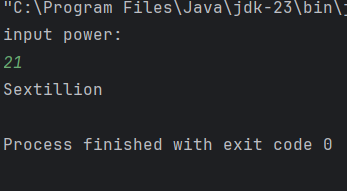 "C:\Program Files\Java\jdk-23\bin\j
input power:
21
Sextillion
Process finished with exit code 0